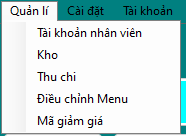 Quản lí Cài đặt Tài khoản
Tài khoản nhân viên
Kho
Thu chi
Điều chỉnh Menu
Mã giảm giá